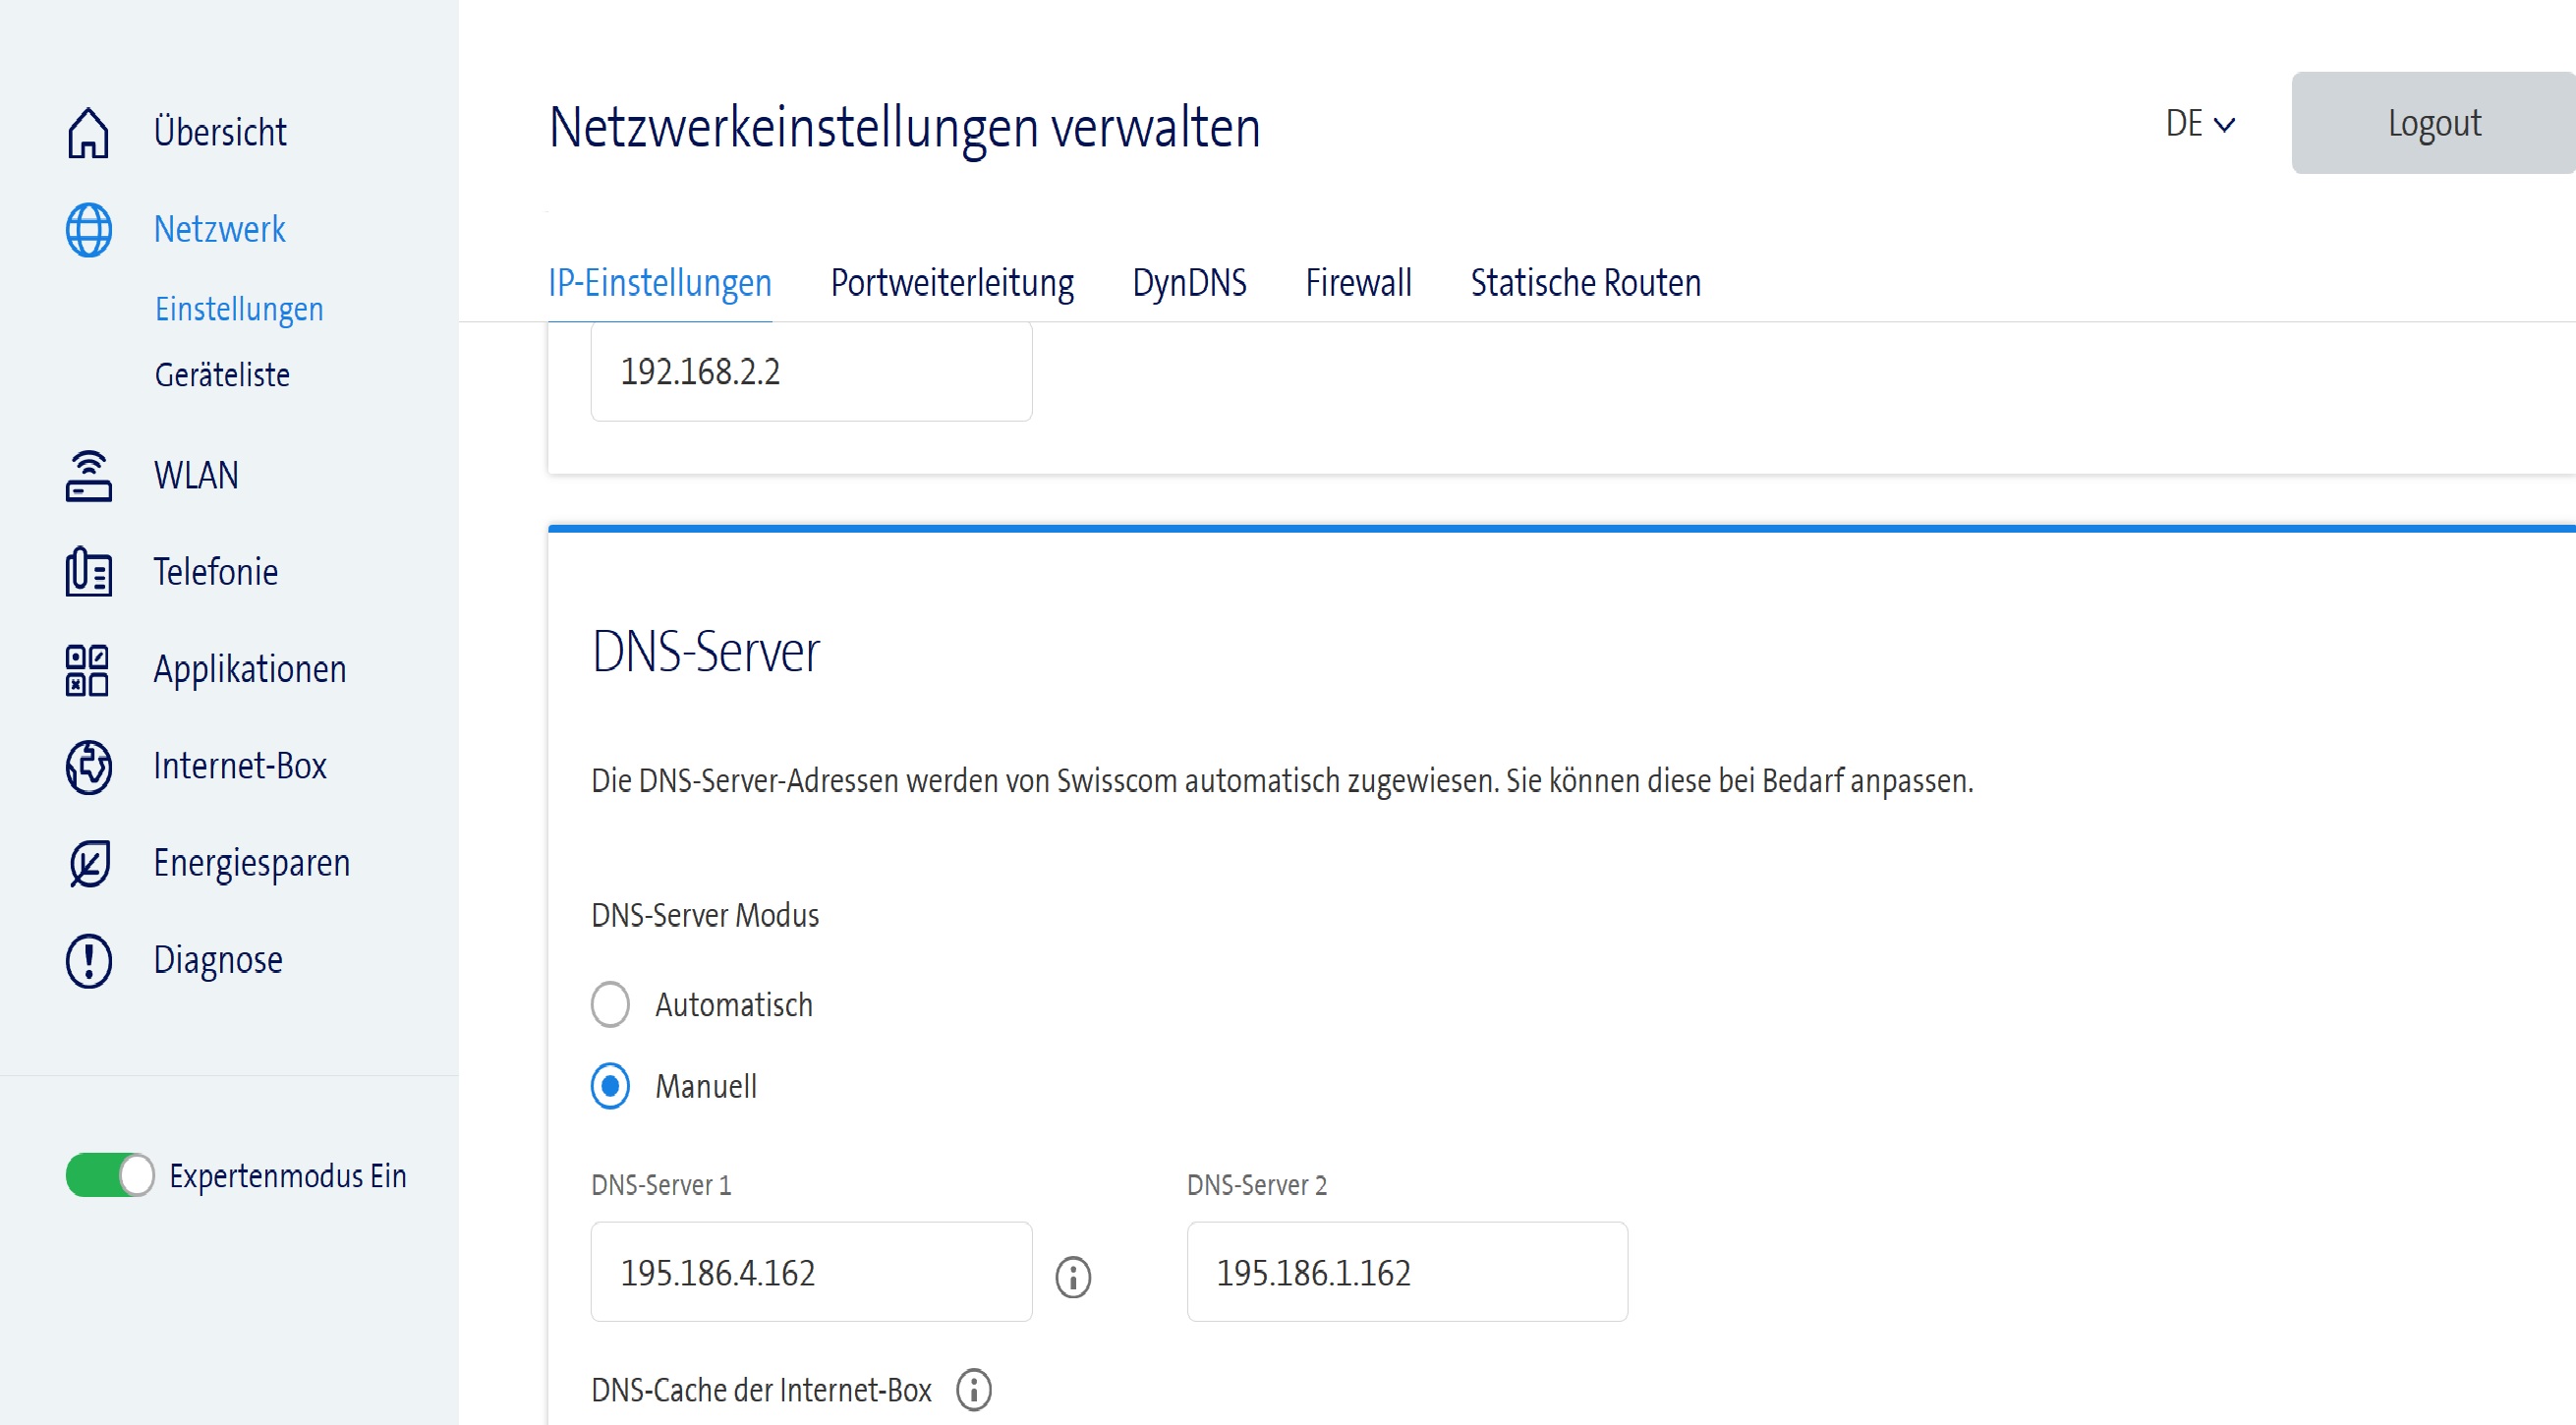 Übersicht
Netzwerk
Einstellungen
Geräteliste
WLAN
Telefonie
Applikationen
Internet-Box
Energiesparen
Diagnose
Expertenmodus Ein
Netzwerkeinstellungen verwalten
DE
Logout
IP-Einstellungen Portweiterleitung DynDNS Firewall Statische Routen
192.168.2.2
DNS-Server
Die DNS-Server-Adressen werden von Swisscom automatisch zugewiesen. Sie können diese bei Bedarf anpassen.
DNS-Server Modus
Automatisch
Manuell
DNS-Server 1 DNS-Server 2
195.186.4.162 195.186.1.162
DNS-Cache der Internet-Box